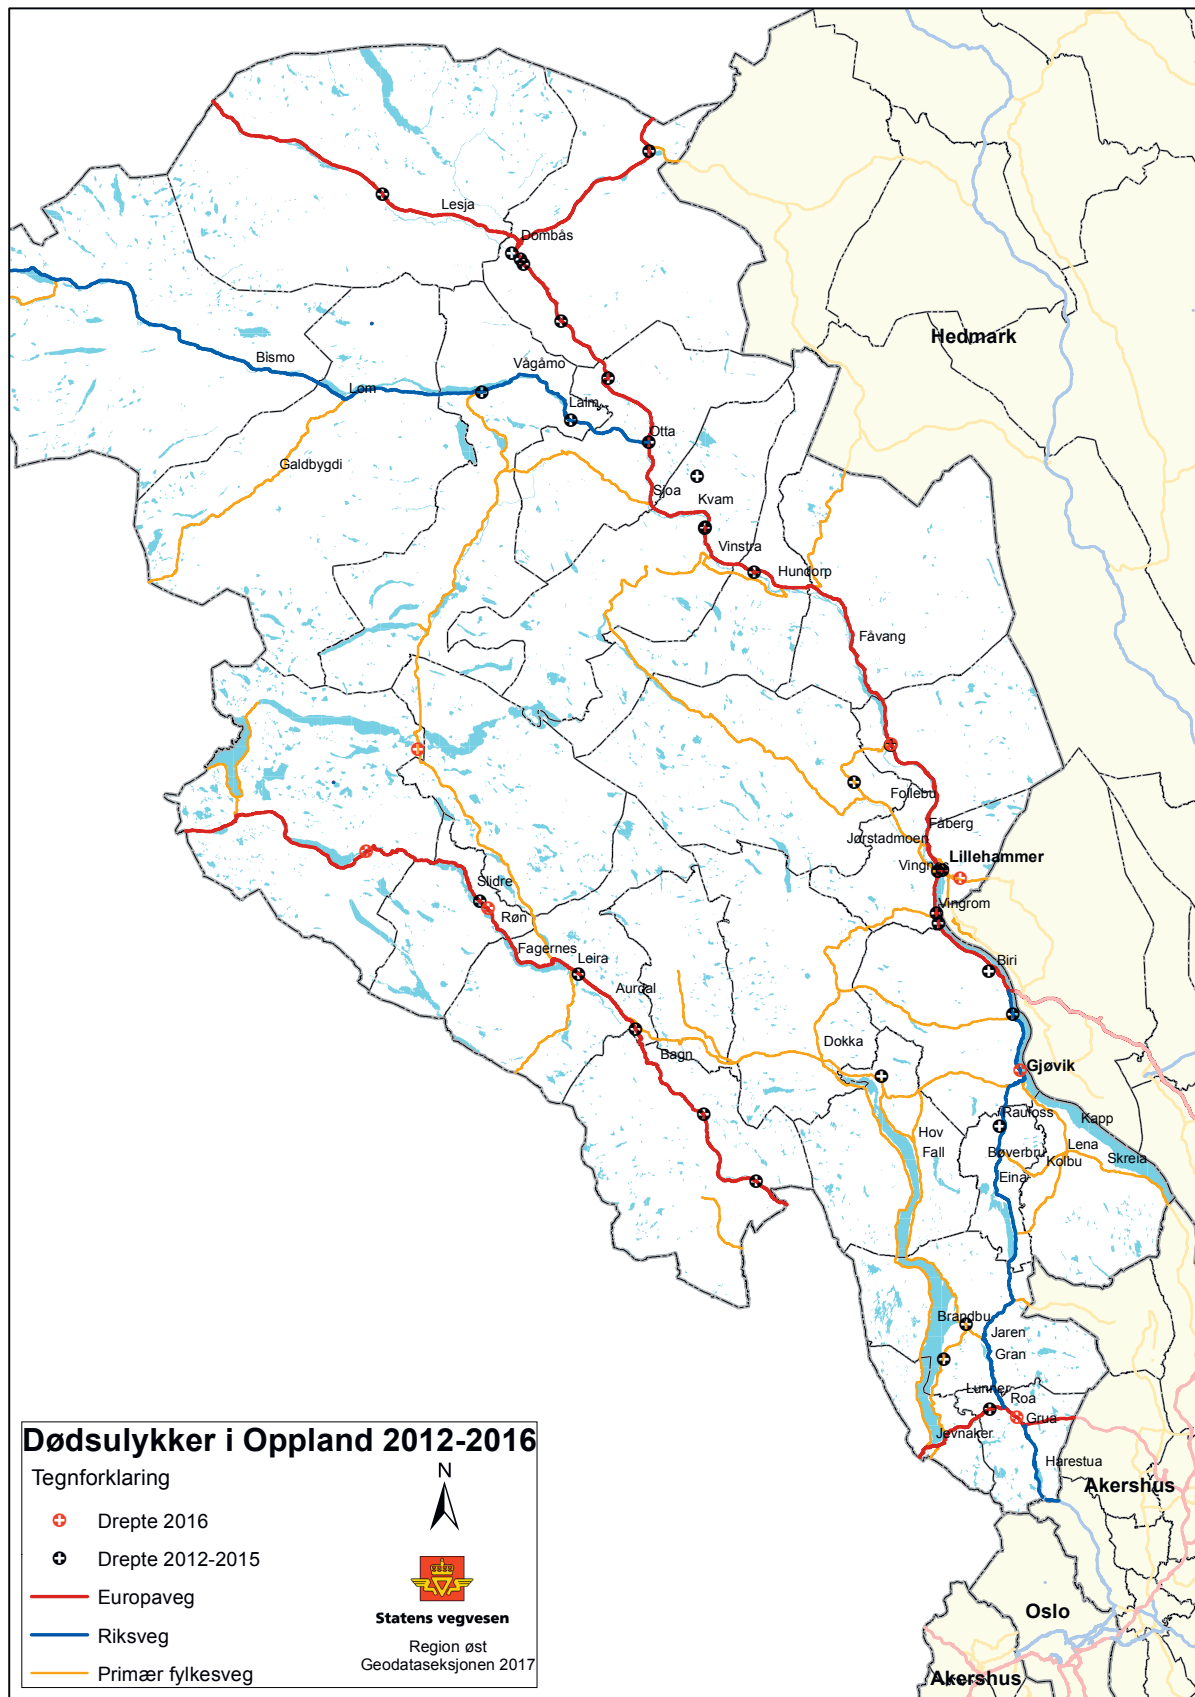 Lesja
Dombås
Hedmark
Bismo
Vågåmo
Lom
Lalm
Otta
Galdbygdi
Sjoa
Kvam
Vinstra
Hundorp
Fåvang
Follebu
Fåberg
Jørstadmoen
Lillehammer
Vingnes
Slidre
Røn
Vingrom
Fagernes
Leira
Biri
Aurdal
Dokka
Bagn
Gjøvik
Raufoss
Kapp
Hov
Lena
Fall
Bøverbru
Kolbu
Skreia
Eina
Brandbu
Jaren
Gran
Lunner
Roa
Grua
Jevnaker
Harestua
Akershus
Oslo
Akershus
Dødsulykker i Oppland 2012-2016
Tegnforklaring
N
Drepte 2016
Drepte 2012-2015
Europaveg
Riksveg
Primær fylkesveg
Statens vegvesen
Region øst
Geodataseksjonen 2017